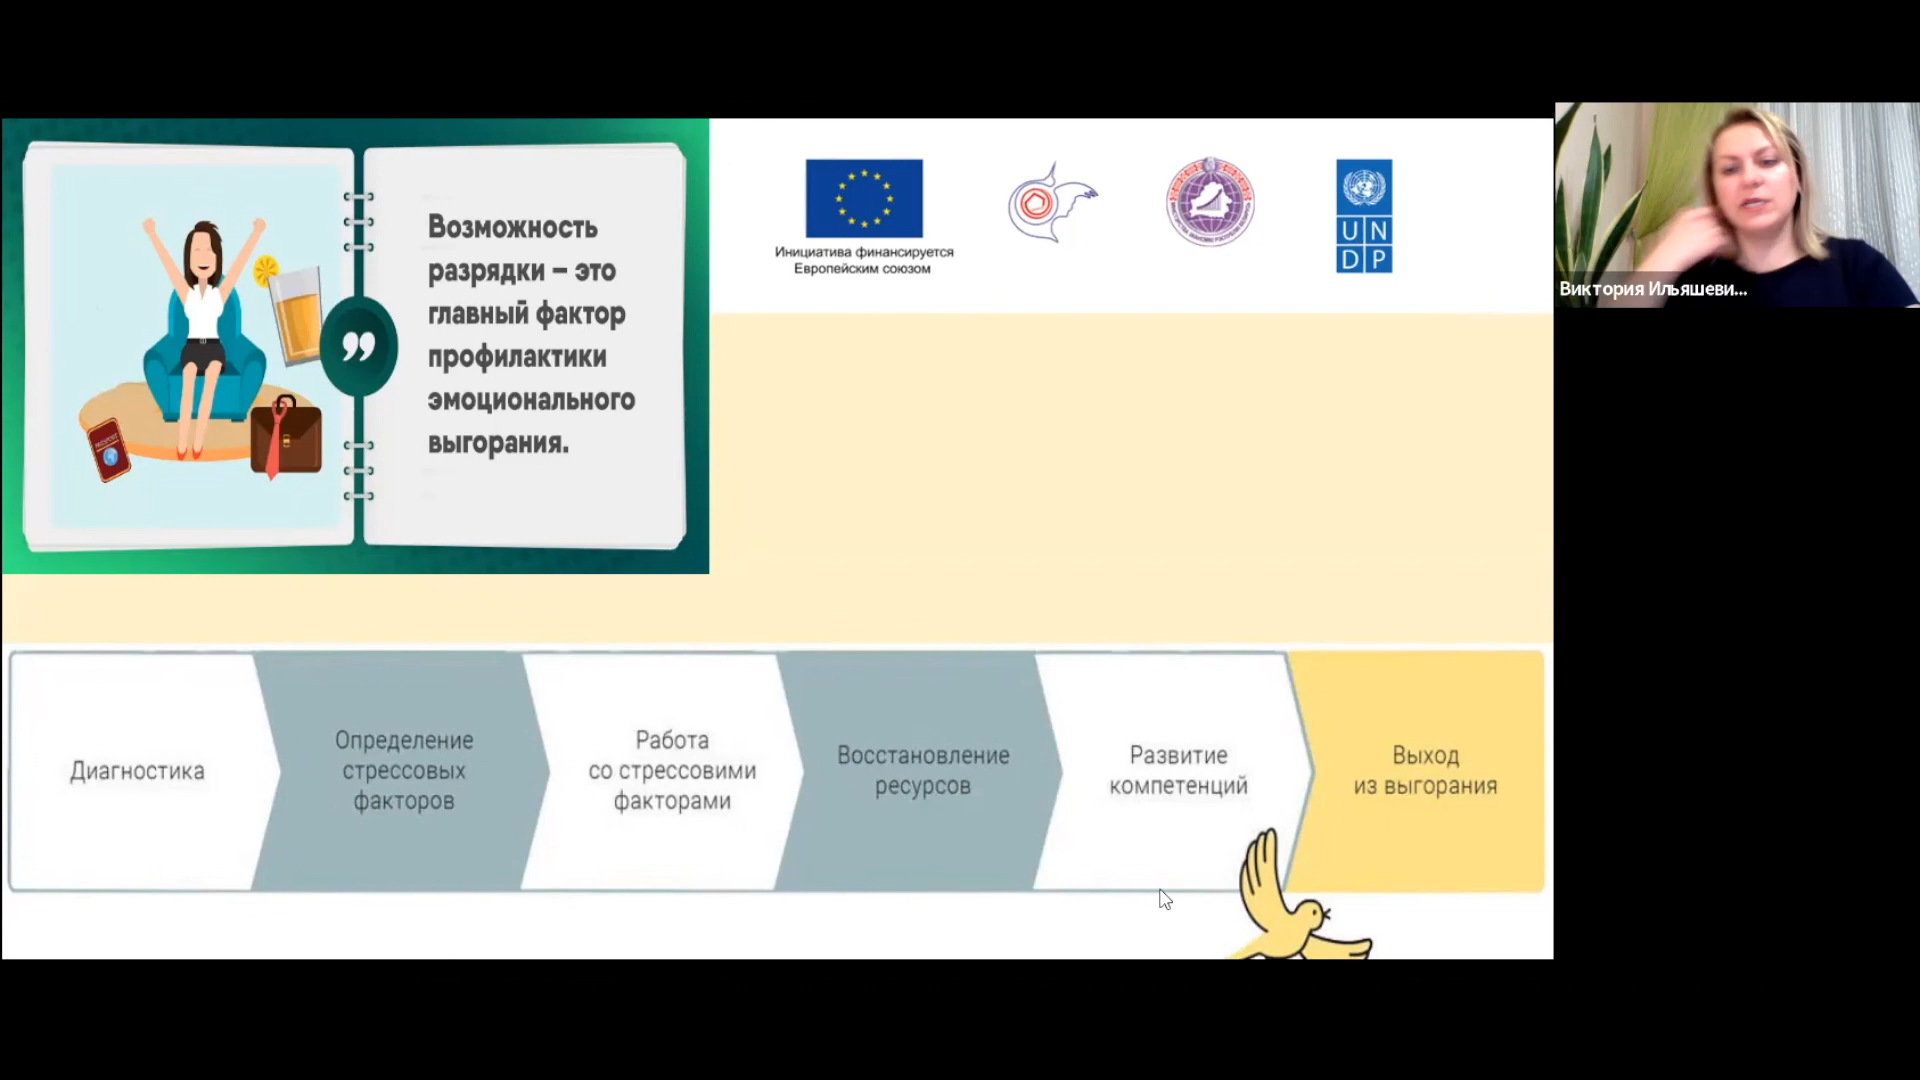 Возможность
разрядки – это
главный фактор
профилактики
эмоционального
выгорания.
PASSPORT
Инициатива финансируется
Европейским союзом
U N
D P
Виктория Ильяшеви...
Диагностика
Определение
стрессовых
факторов
Работа
со стрессовими
факторами
Восстановление
ресурсов
Развитие
компетенций
Выход
из выгорания